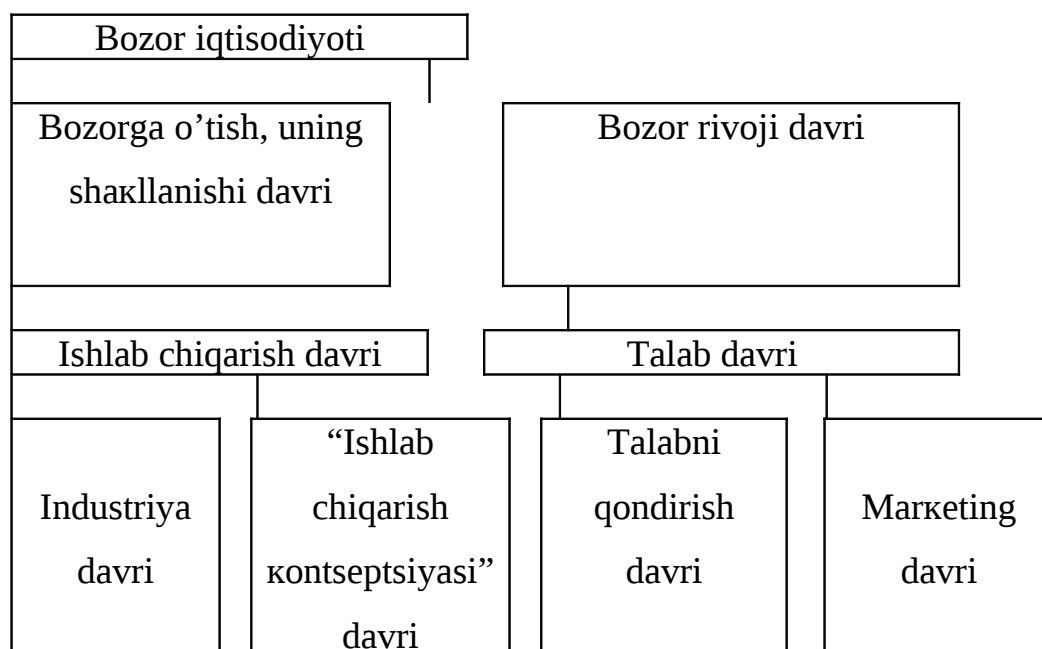 Bozor iqtisodiyoti
Bozorga o’tish, uning
shaкllanishi davri
Bozor rivoji davri
Ishlab chiqarish davri
Talab davri
Industriya
davri
“Ishlab
chiqarish
кontseptsiyasi”
davri
Talabni
qondirish
davri
Marкeting
davri